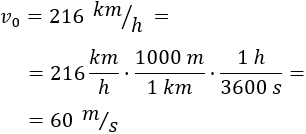 v₀ = 216 km/h =
= 216 km/h · 1000 m/1 km · 1 h/3600 s =
= 60 m/s